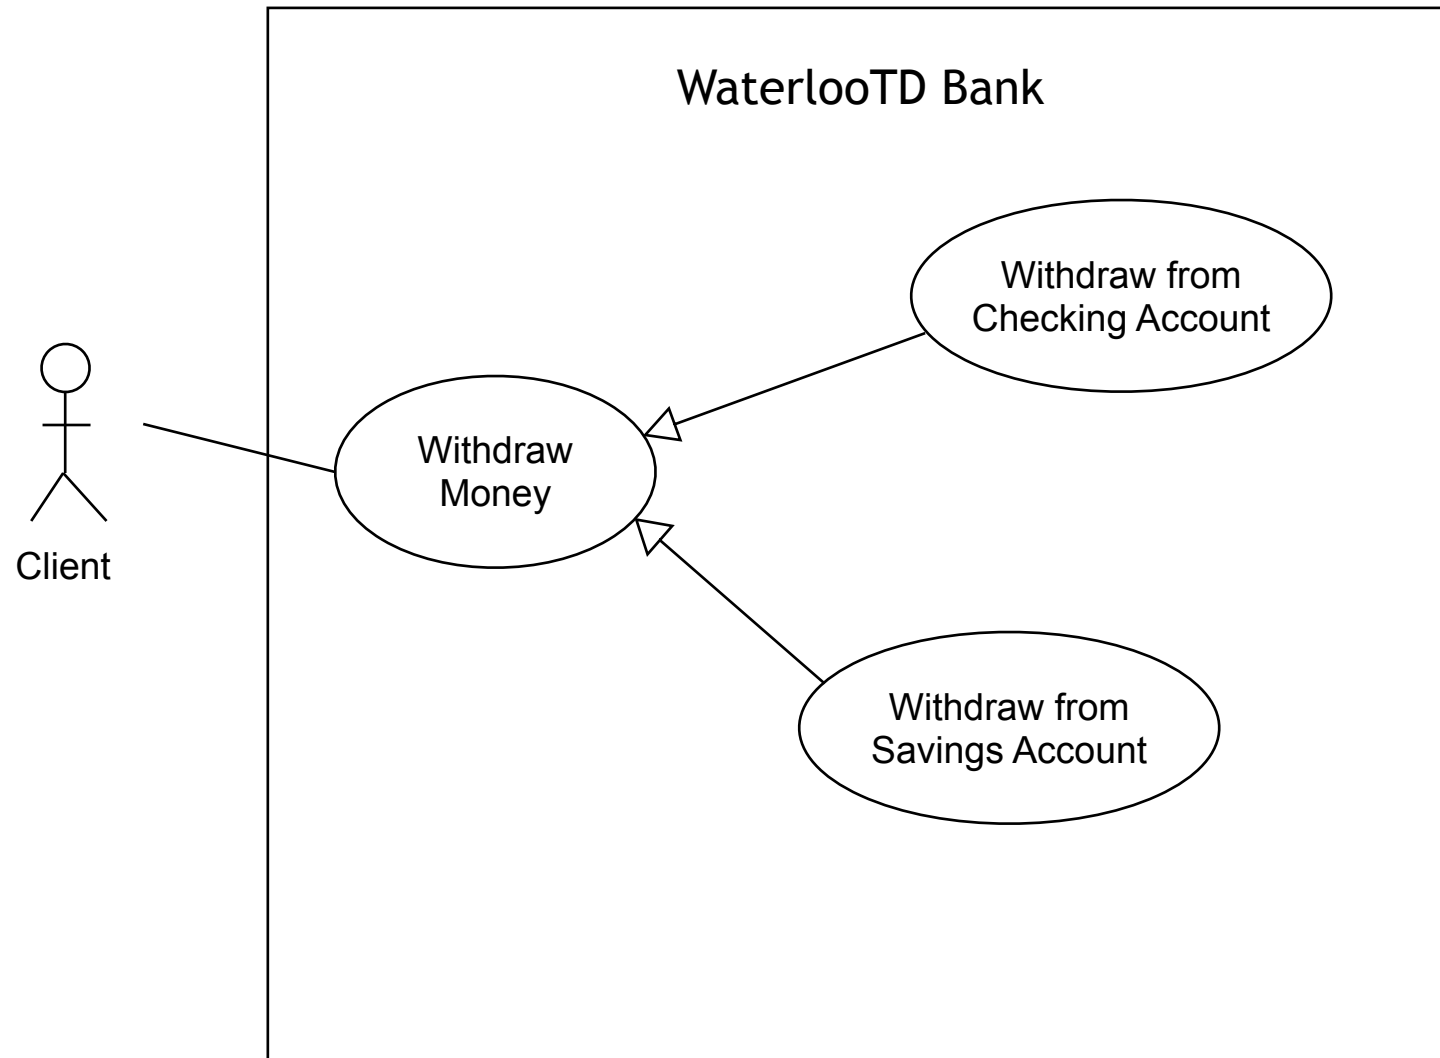 WaterlooTD Bank
Withdraw from
Checking Account
Withdraw
Money
Client
Withdraw from
Savings Account